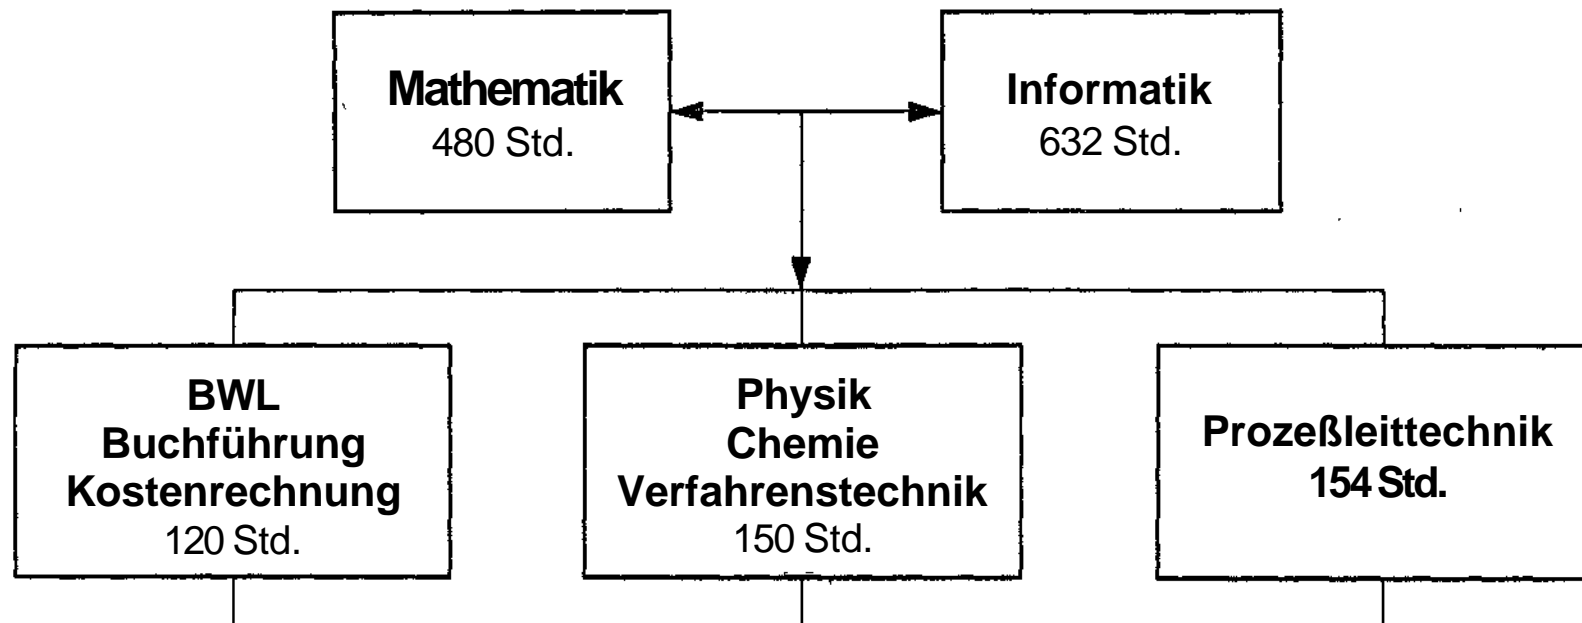 Mathematik
480 Std.
Informatik
632 Std.
BWL
Buchführung
Kostenrechnung
120 Std.
Physik
Chemie
Verfahrenstechnik
150 Std.
Prozeßleittechnik
154 Std.